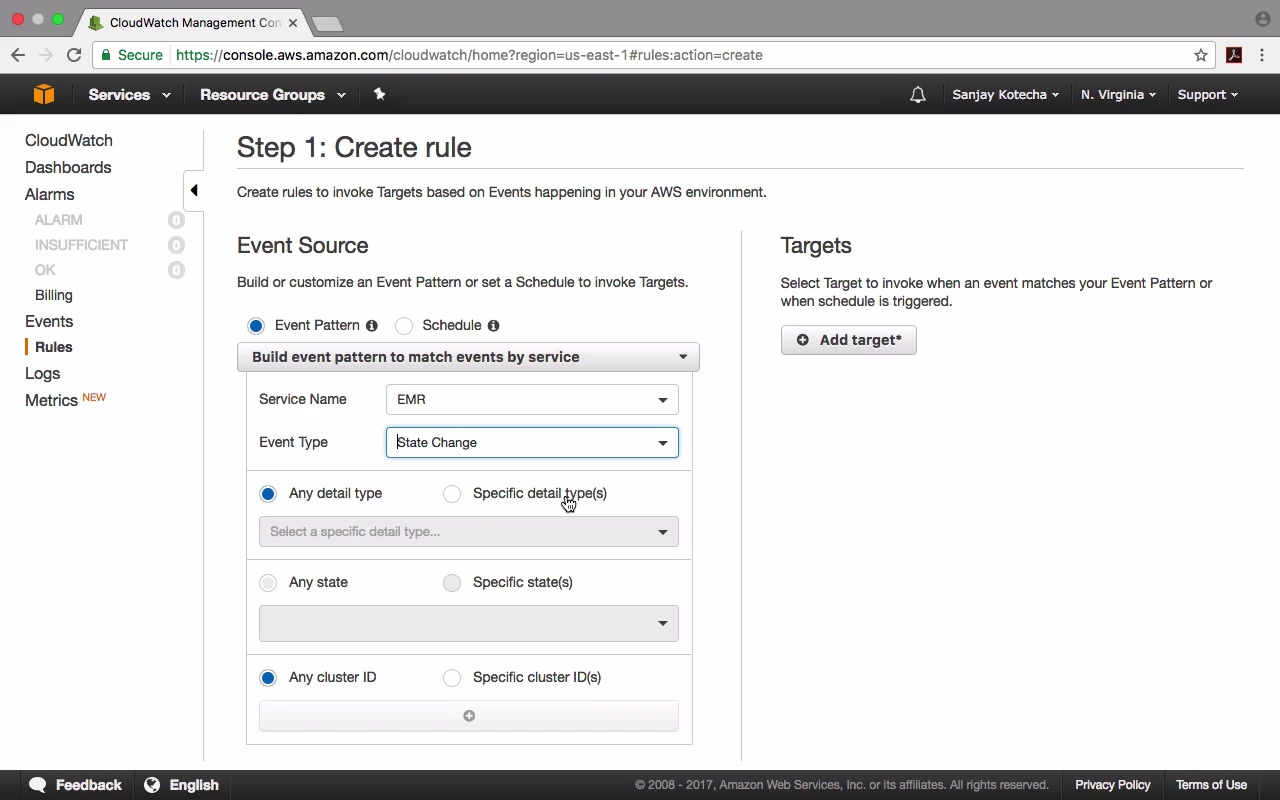 CloudWatch Management Con
Secure https://console.aws.amazon.com/cloudwatch/home?region=us-east-1#rules:action=create
Services Resource Groups Sanjay Kotecha N. Virginia Support
CloudWatch
Dashboards
Alarms
ALARM 0
INSUFFICIENT 0
OK 0
Billing
Events
Rules
Logs
Metrics NEW
Step 1: Create rule
Create rules to invoke Targets based on Events happening in your AWS environment.
Event Source
Build or customize an Event Pattern or set a Schedule to invoke Targets.
Event Pattern Schedule
Build event pattern to match events by service
Service Name EMR
Event Type State Change
Any detail type Specific detail type(s)
Select a specific detail type...
Any state Specific state(s)
Any cluster ID Specific cluster ID(s)
Targets
Select Target to invoke when an event matches your Event Pattern or
when schedule is triggered.
Add target*
Feedback English © 2008 - 2017, Amazon Web Services, Inc. or its affiliates. All rights reserved. Privacy Policy Terms of Use